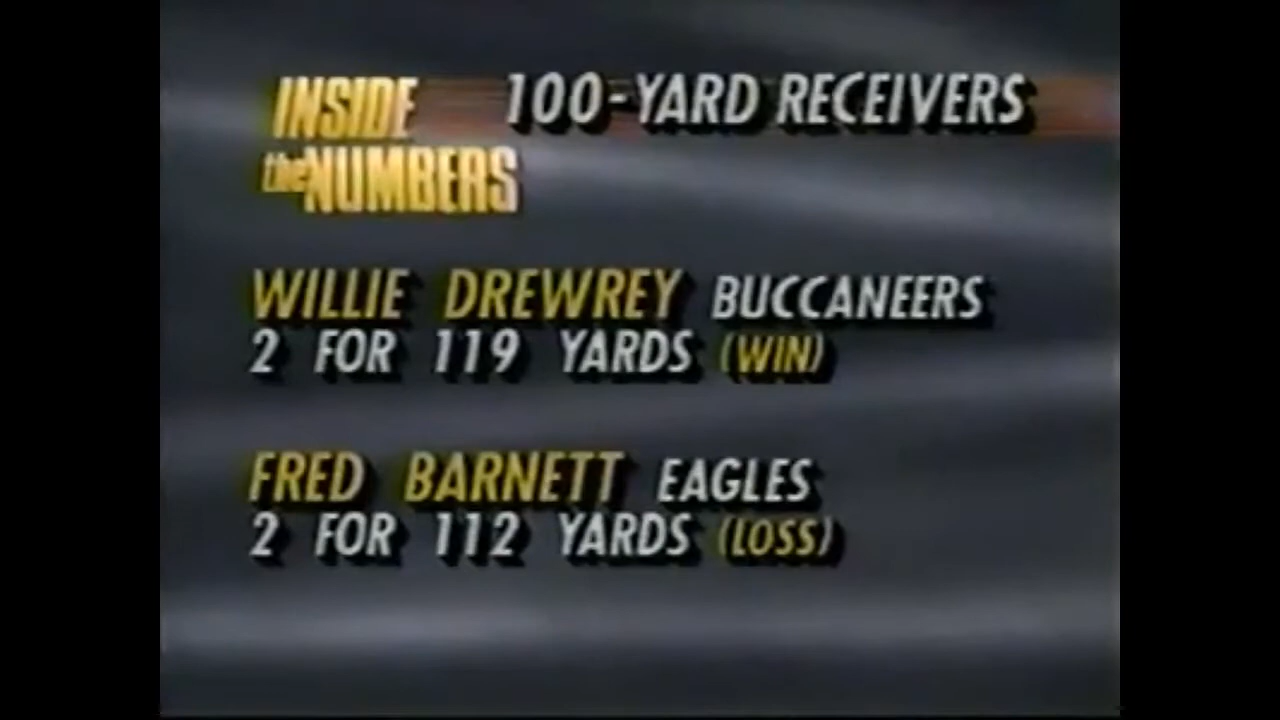 INSIDE
the NUMBERS
100-YARD RECEIVERS
WILLIE DREWREY BUCCANEERS
2 FOR 119 YARDS (WIN)
FRED BARNETT EAGLES
2 FOR 112 YARDS (LOSS)